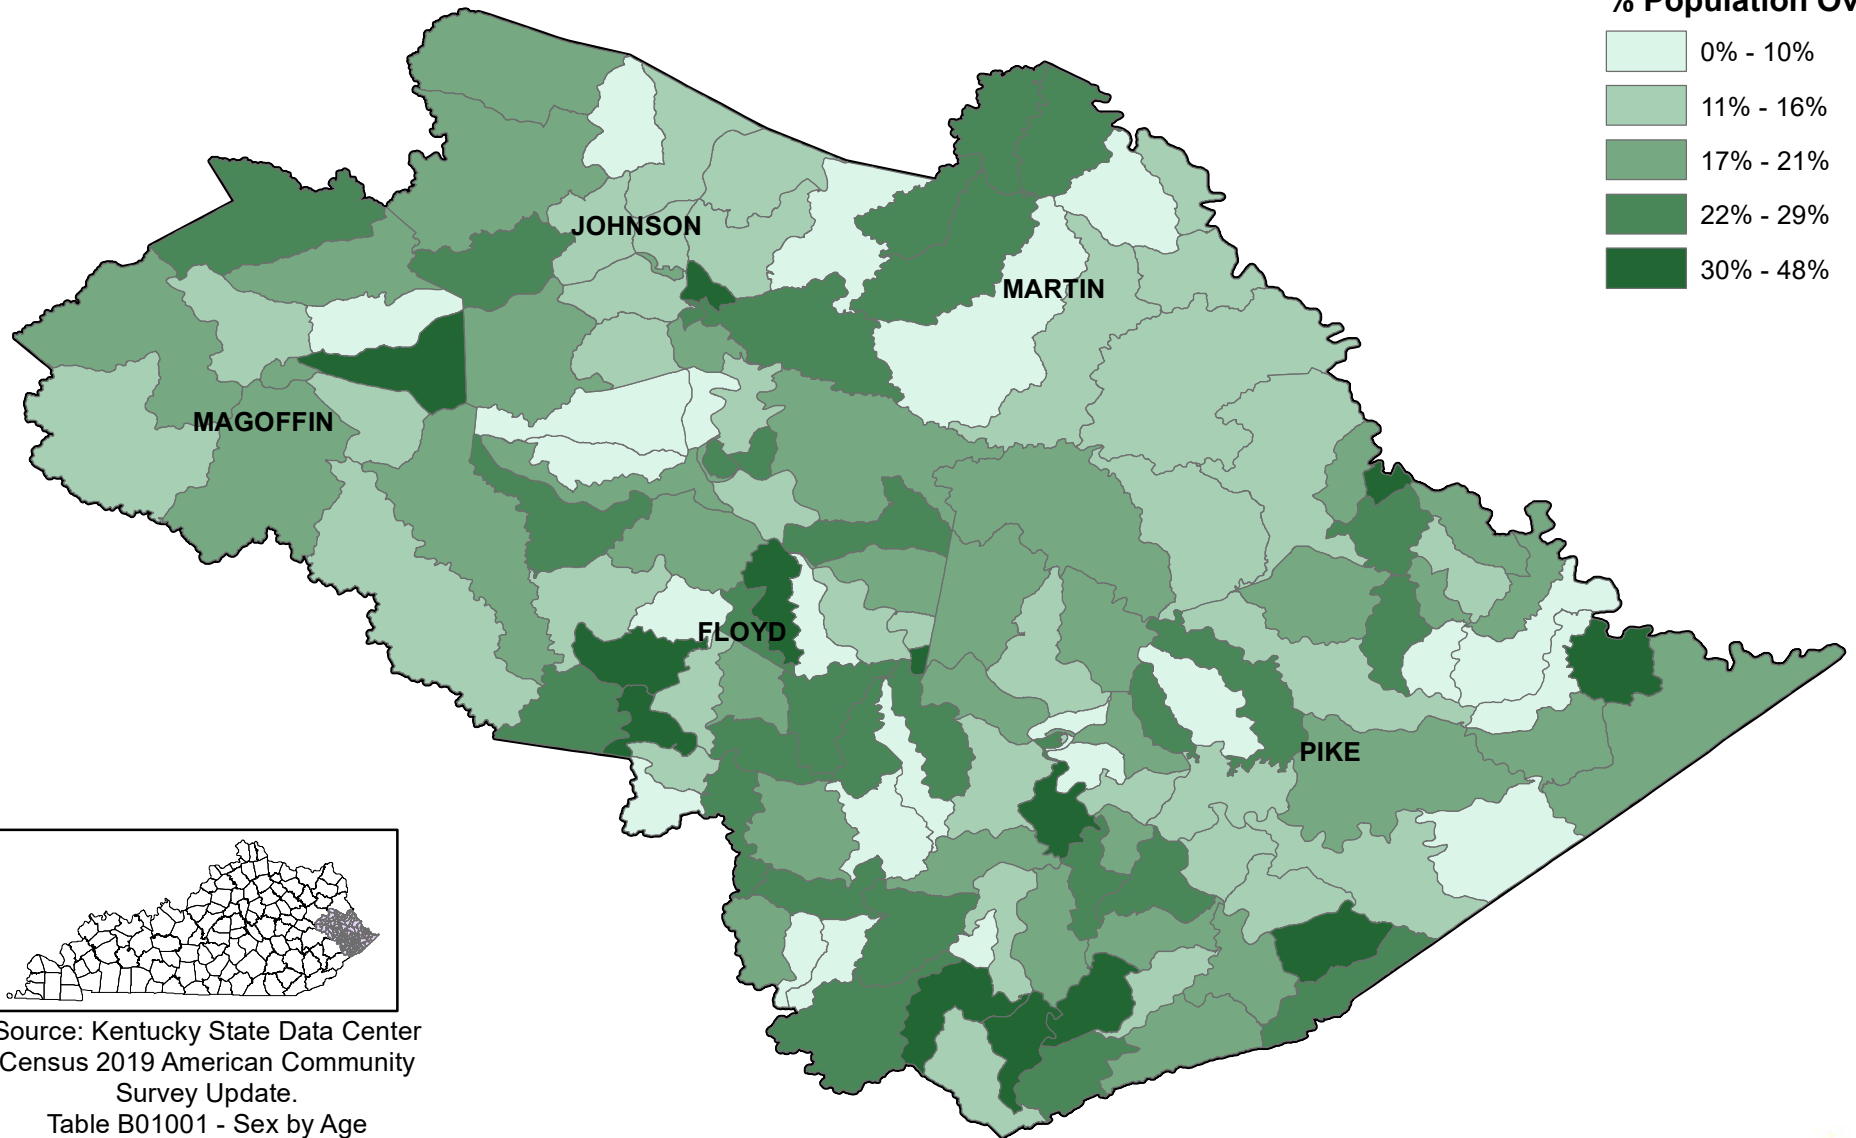 % Population Ov
0% - 10%
11% - 16%
17% - 21%
22% - 29%
30% - 48%
JOHNSON
MARTIN
MAGOFFIN
FLOYD
PIKE
Source: Kentucky State Data Center
Census 2019 American Community
Survey Update.
Table B01001 - Sex by Age